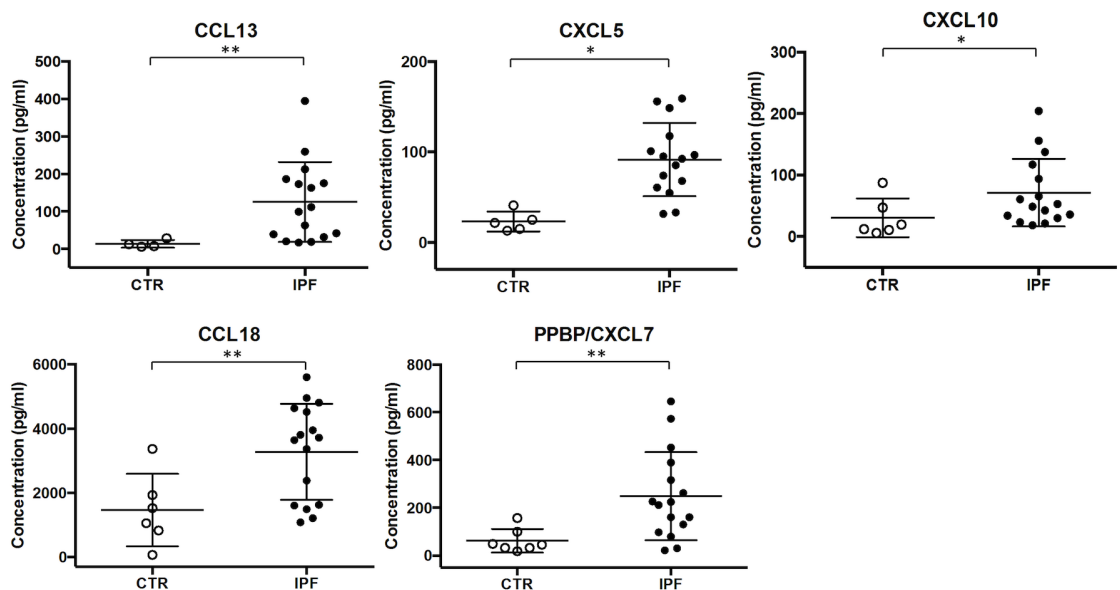 CCL13
**
500
400
300
200
100
0
Concentration (pg/ml)
CTR IPF
CXCL5
*
200
100
0
Concentration (pg/ml)
CTR IPF
CXCL10
*
300
200
100
0
Concentration (pg/ml)
CTR IPF
CCL18
**
6000
4000
2000
0
Concentration (pg/ml)
CTR IPF
PPBP/CXCL7
**
800
600
400
200
0
Concentration (pg/ml)
CTR IPF